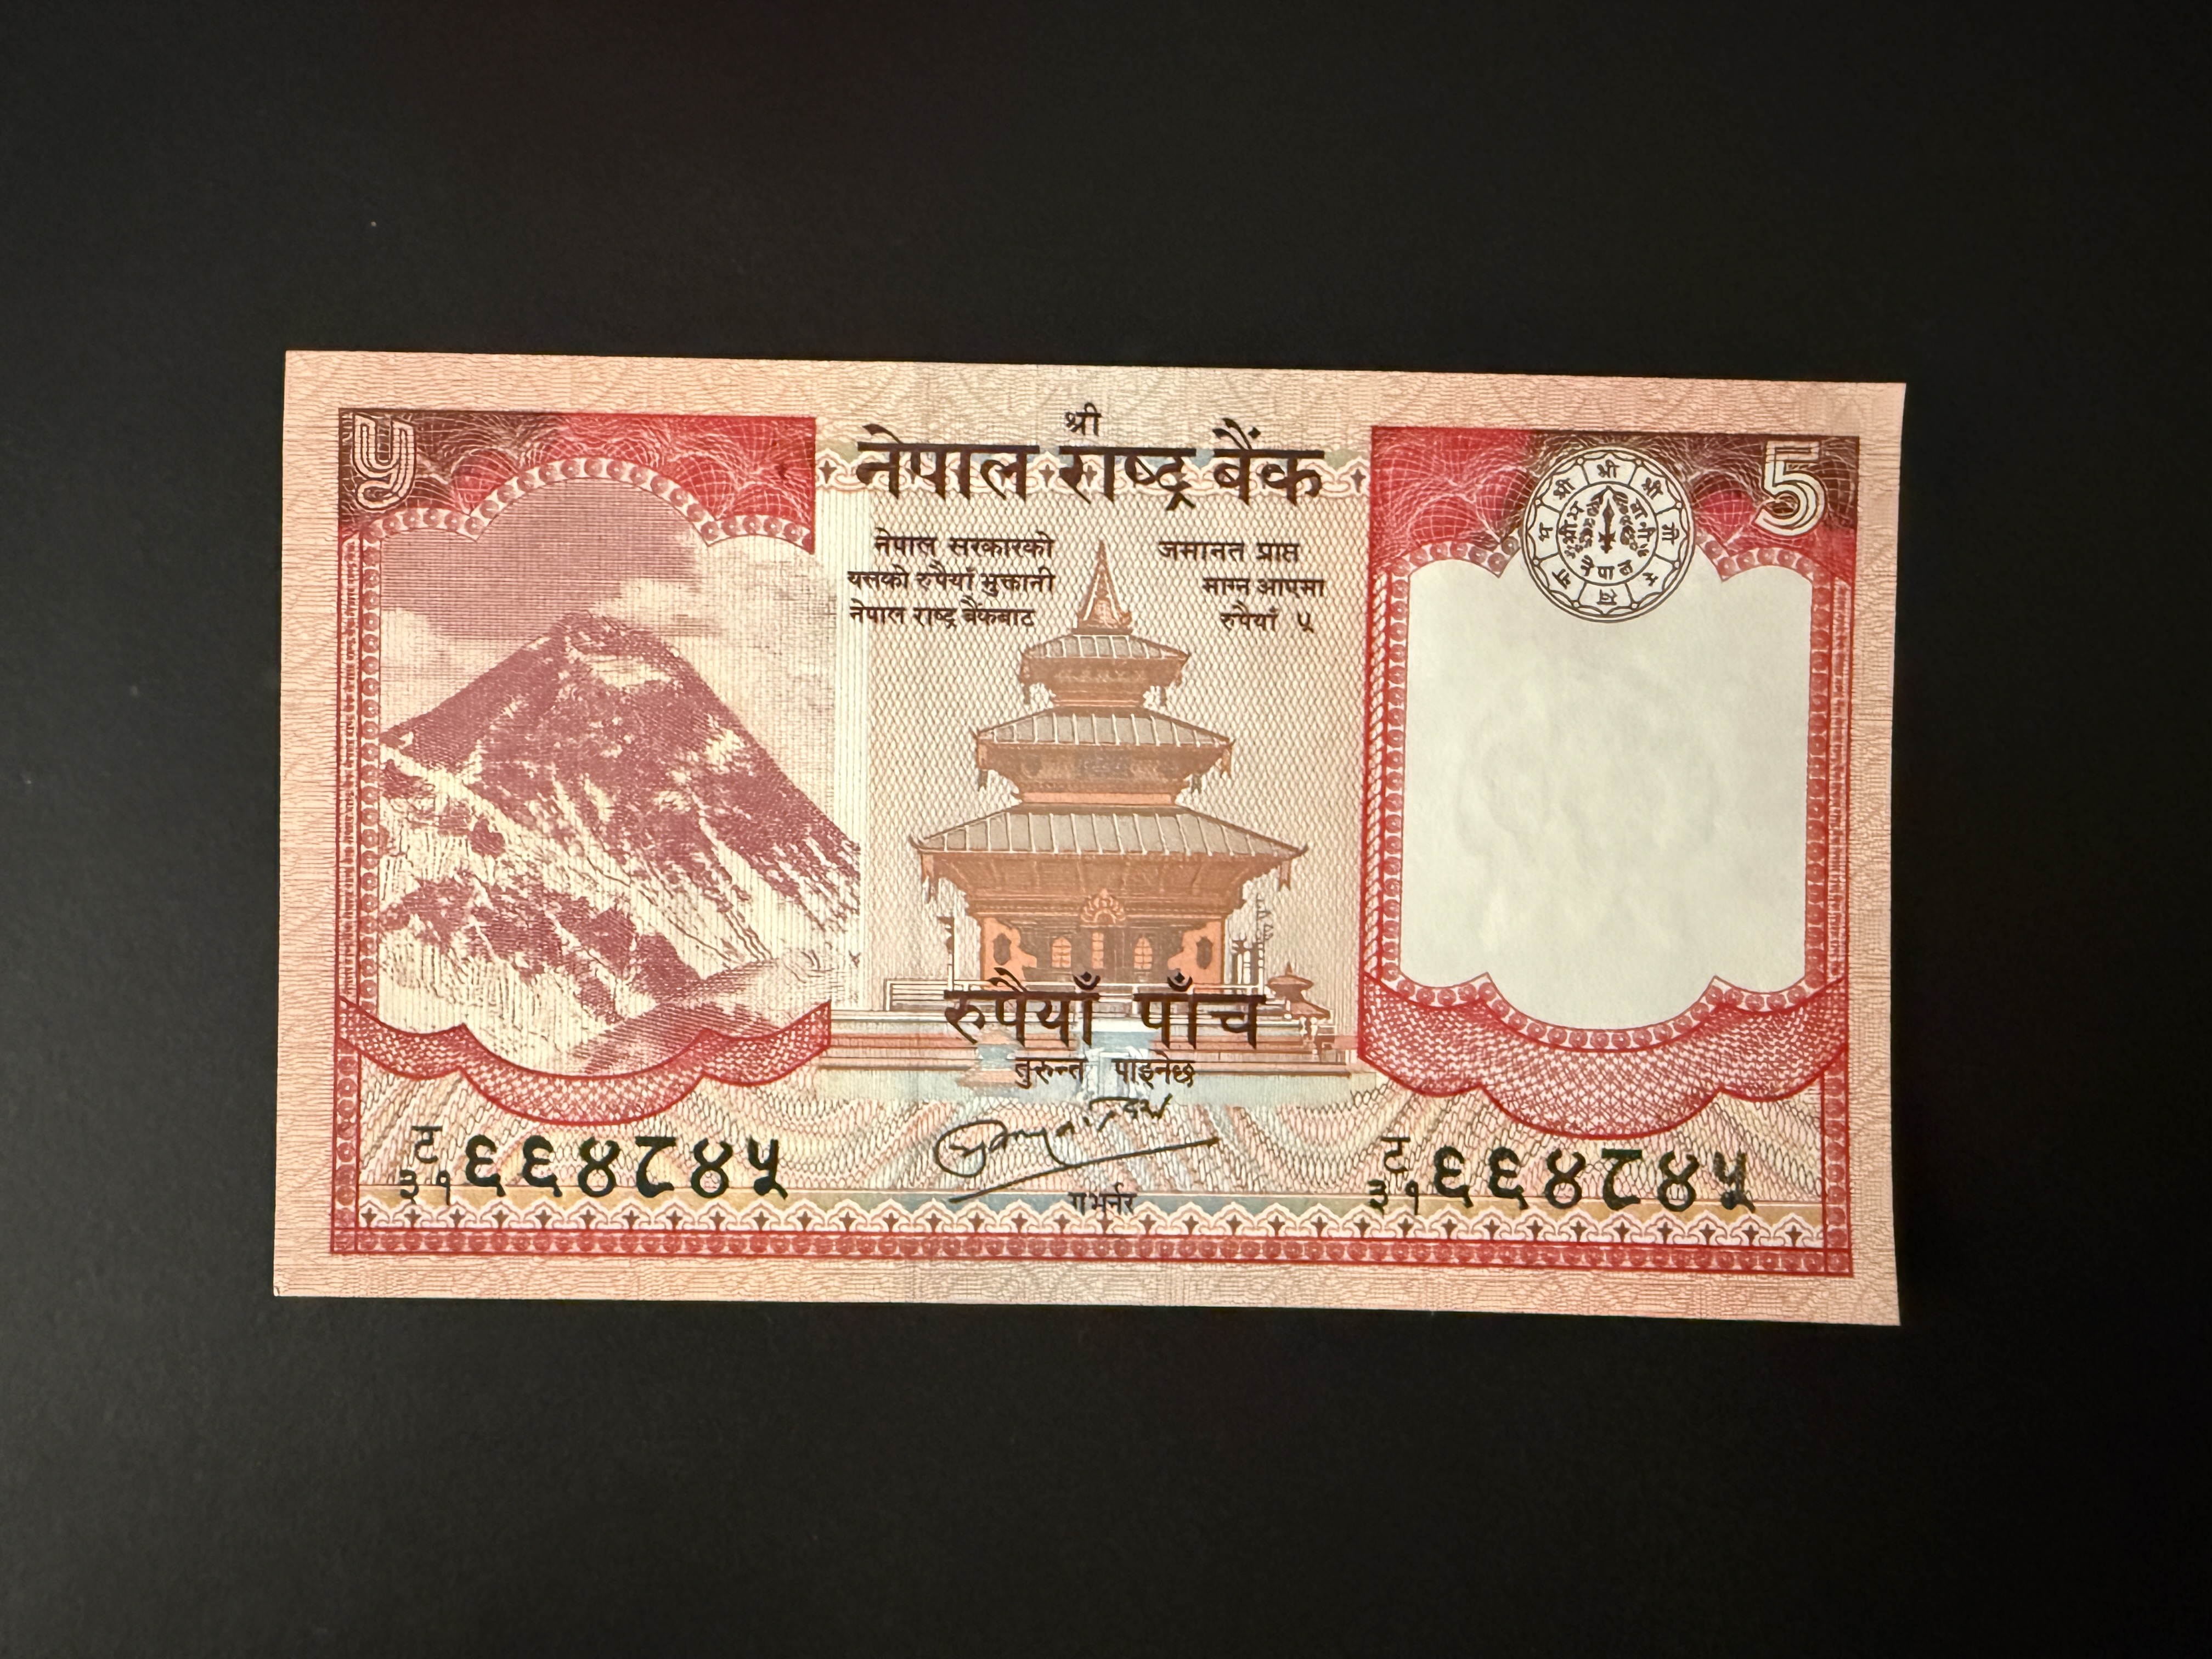 ५
5
श्री
नेपाल राष्ट्र बैंक
नेपाल सरकारको जमानत प्राप्त
यसको रुपैयाँ भुक्तानी माग्न आएमा
नेपाल राष्ट्र बैंकबाट रुपैयाँ ५
रुपैयाँ पाँच
तुरुन्त पाइनेछ
गभर्नर
ट
३१ ६६४८४५
ट
३१ ६६४८४५